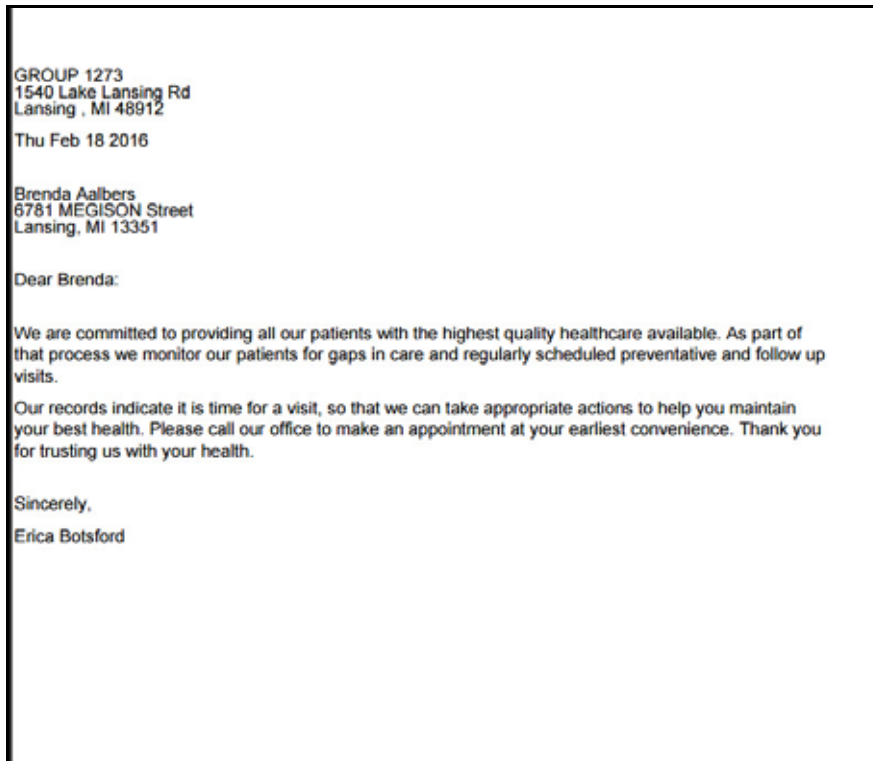 GROUP 1273
1540 Lake Lansing Rd
Lansing , MI 48912
Thu Feb 18 2016
Brenda Aalbers
6781 MEGISON Street
Lansing, MI 13351
Dear Brenda:
We are committed to providing all our patients with the highest quality healthcare available. As part of
that process we monitor our patients for gaps in care and regularly scheduled preventative and follow up
visits.
Our records indicate it is time for a visit, so that we can take appropriate actions to help you maintain
your best health. Please call our office to make an appointment at your earliest convenience. Thank you
for trusting us with your health.
Sincerely,
Erica Botsford